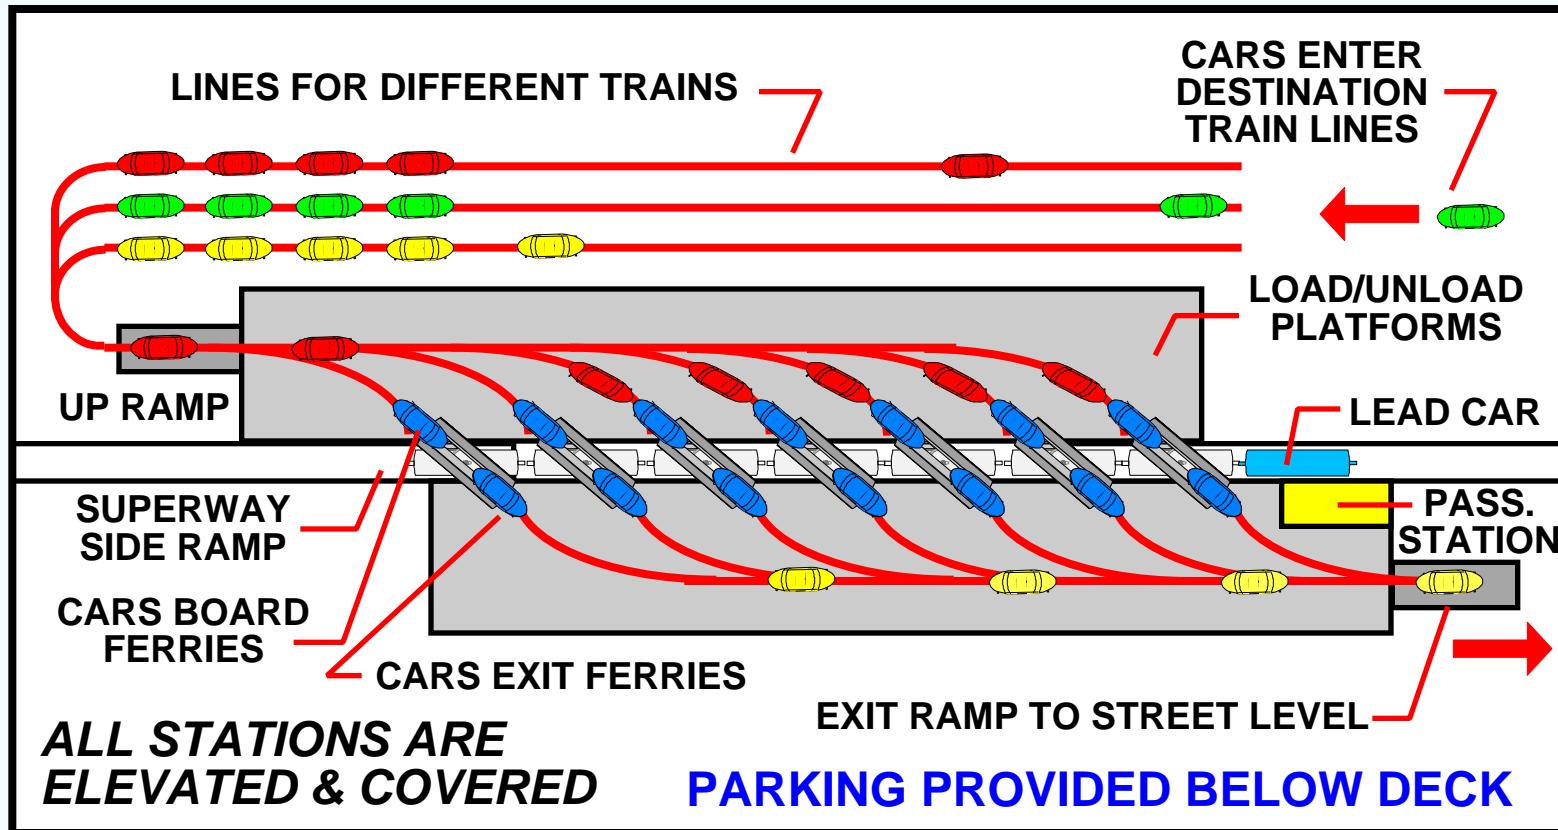 LINES FOR DIFFERENT TRAINS
CARS ENTER
DESTINATION
TRAIN LINES
LOAD/UNLOAD
PLATFORMS
UP RAMP
LEAD CAR
SUPERWAY
SIDE RAMP
PASS.
STATION
CARS BOARD
FERRIES
CARS EXIT FERRIES
EXIT RAMP TO STREET LEVEL
ALL STATIONS ARE
ELEVATED & COVERED
PARKING PROVIDED BELOW DECK